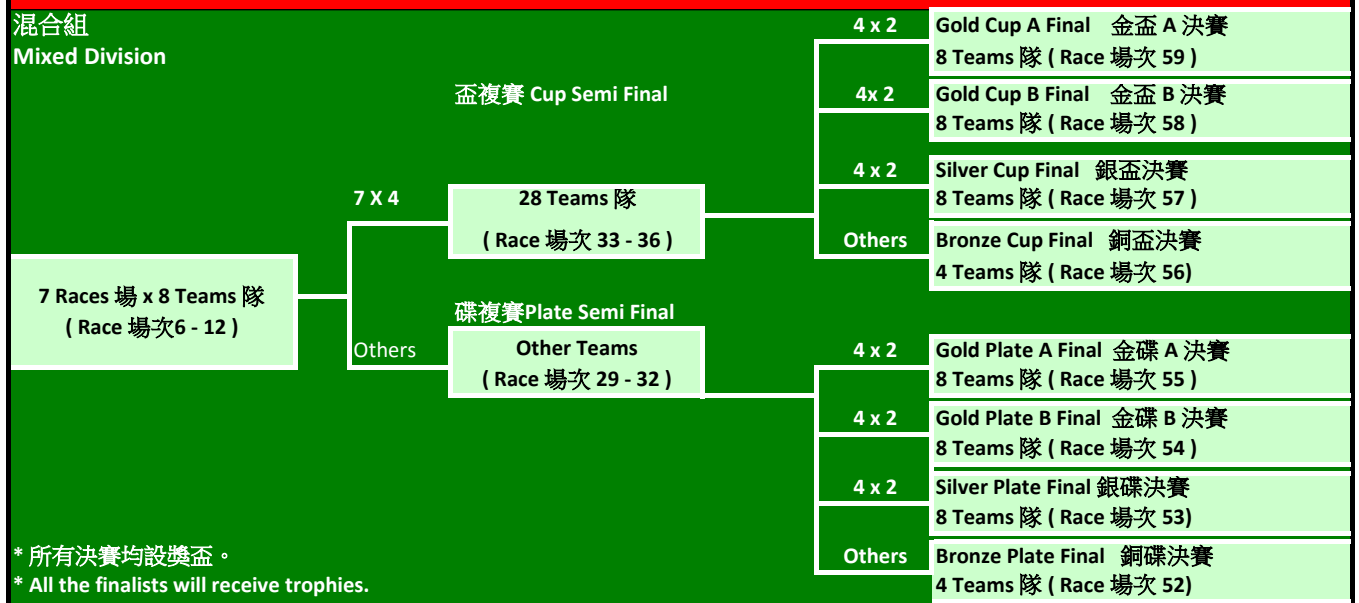 混合組
Mixed Division
盃複賽 Cup Semi Final
7 X 4
28 Teams 隊
( Race 場次 33 - 36 )
7 Races 場 x 8 Teams 隊
( Race 場次6 - 12 )
碟複賽Plate Semi Final
Others
Other Teams
( Race 場次 29 - 32 )
4 x 2
Gold Cup A Final 金盃 A 決賽
8 Teams 隊 ( Race 場次 59 )
4x 2
Gold Cup B Final 金盃 B 決賽
8 Teams 隊 ( Race 場次 58 )
4 x 2
Silver Cup Final 銀盃決賽
8 Teams 隊 ( Race 場次 57 )
Others
Bronze Cup Final 銅盃決賽
4 Teams 隊 ( Race 場次 56)
4 x 2
Gold Plate A Final 金碟 A 決賽
8 Teams 隊 ( Race 場次 55 )
4 x 2
Gold Plate B Final 金碟 B 決賽
8 Teams 隊 ( Race 場次 54 )
4 x 2
Silver Plate Final 銀碟決賽
8 Teams 隊 ( Race 場次 53)
Others
Bronze Plate Final 銅碟決賽
4 Teams 隊 ( Race 場次 52)
* 所有決賽均設獎盃。
* All the finalists will receive trophies.